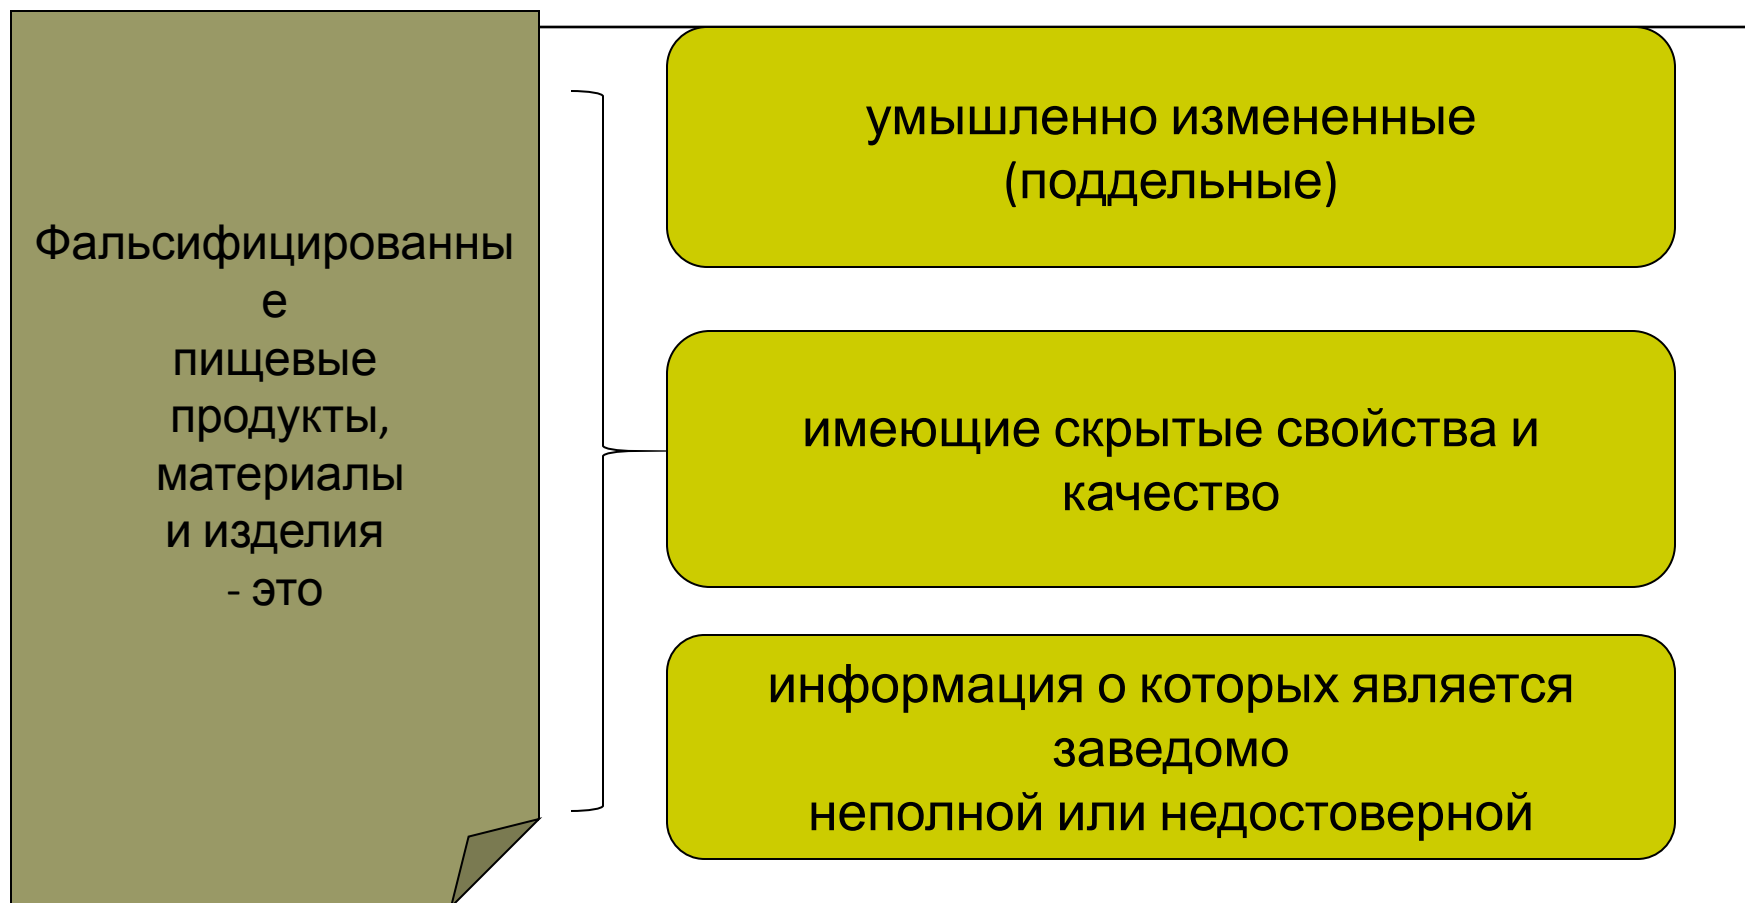 Фальсифицированны
е
пищевые
продукты,
материалы
и изделия
- это
умышленно измененные
(поддельные)
имеющие скрытые свойства и
качество
информация о которых является
заведомо
неполной или недостоверной